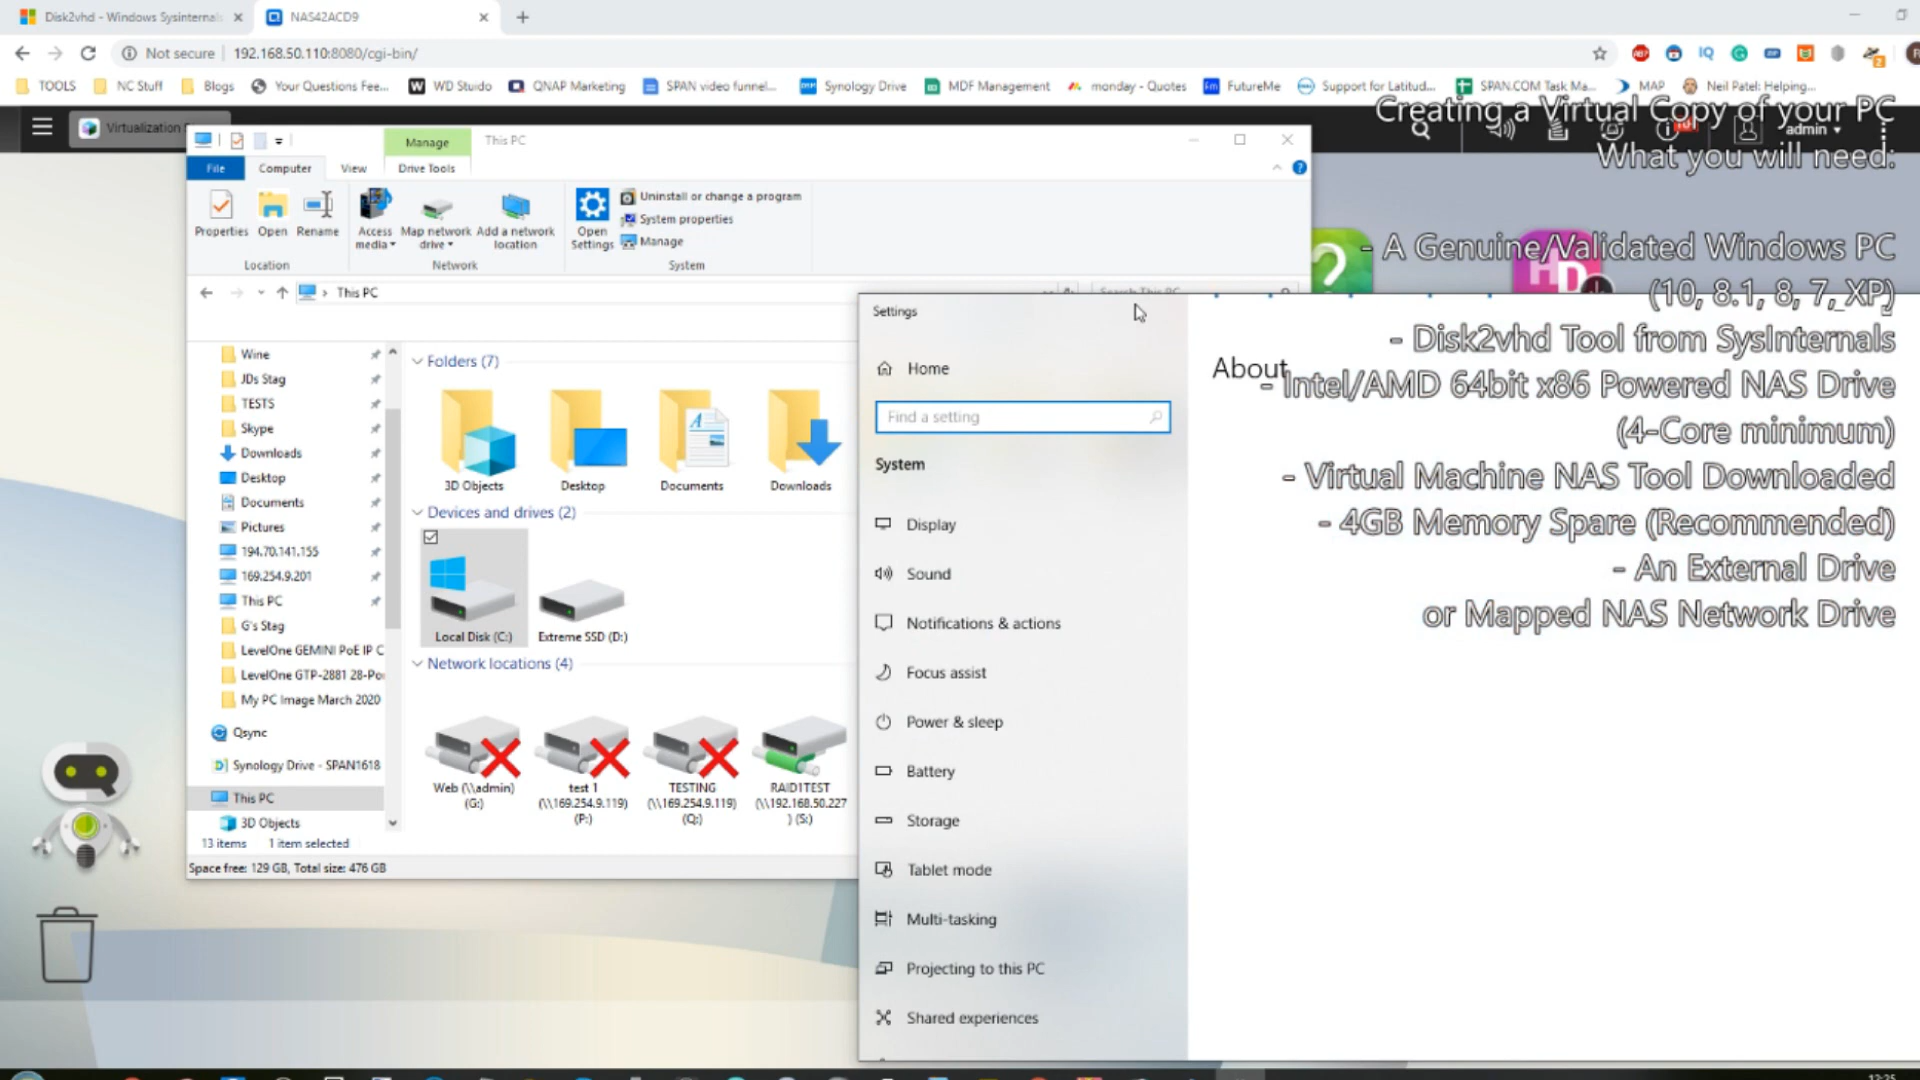 Disk2vhd - Windows Sysinternals
NAS42ACD9
Not secure
192.168.50.110:8080/cgi-bin/
TOOLS
NC Stuff
Blogs
Your Questions Fee...
WD Stuido
QNAP Marketing
SPAN video funnel...
Synology Drive
MDF Management
monday - Quotes
FutureMe
Support for Latitud...
SPAN.COM Task Ma...
MAP
Neil Patel: Helping...
Creating a Virtual Copy of your PC
What you will need:
- A Genuine/Validated Windows PC
(10, 8.1, 8, 7, XP)
- Disk2vhd Tool from SysInternals
- Intel/AMD 64bit x86 Powered NAS Drive
(4-Core minimum)
- Virtual Machine NAS Tool Downloaded
- 4GB Memory Spare (Recommended)
- An External Drive
or Mapped NAS Network Drive
Virtualization
admin
Manage
This PC
File
Computer
View
Drive Tools
Properties
Open
Rename
Access media
Map network drive
Add a network location
Open Settings
Uninstall or change a program
System properties
Manage
Location
Network
System
This PC
Search This PC
Wine
JDs Stag
TESTS
Skype
Downloads
Desktop
Documents
Pictures
194.70.141.155
169.254.9.201
This PC
G's Stag
LevelOne GEMINI PoE IP C
LevelOne GTP-2881 28-Po
My PC Image March 2020
Qsync
Synology Drive - SPAN1618
This PC
3D Objects
Folders (7)
3D Objects
Desktop
Documents
Downloads
Devices and drives (2)
Local Disk (C:)
Extreme SSD (D:)
Network locations (4)
Web (\\admin)
(G:)
test 1
(\\169.254.9.119)
(P:)
TESTING
(\\169.254.9.119)
(Q:)
RAID1TEST
(\\192.168.50.227
) (S:)
13 items
1 item selected
Space free: 129 GB, Total size: 476 GB
Settings
Home
Find a setting
System
Display
Sound
Notifications & actions
Focus assist
Power & sleep
Battery
Storage
Tablet mode
Multi-tasking
Projecting to this PC
Shared experiences
About
HD
12:25